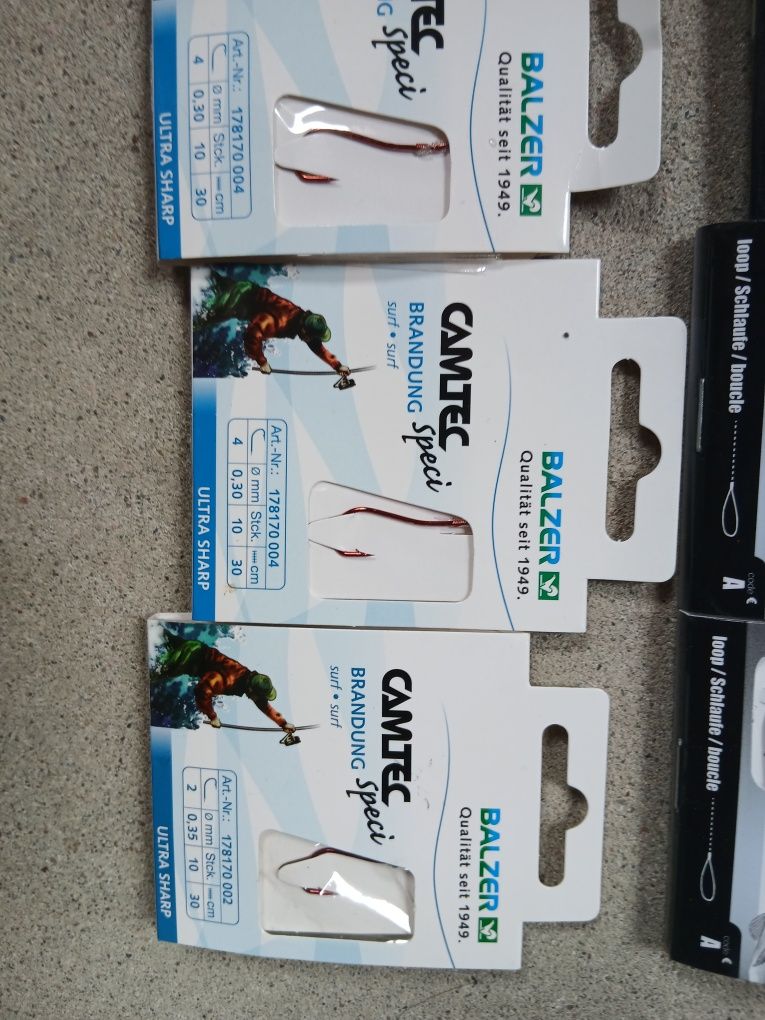 BALZER
Qualität seit 1949.
TEC
Speci
Art.-Nr.: 178170 004
Ø mm Stck. cm
4 0,30 10 30
ULTRA SHARP
BALZER
Qualität seit 1949.
CAMTEC
Speci
BRANDUNG
surf • surf
Art.-Nr.: 178170 004
Ø mm Stck. cm
4 0,30 10 30
ULTRA SHARP
BALZER
Qualität seit 1949.
CAMTEC
Speci
BRANDUNG
surf • surf
Art.-Nr.: 178170 002
Ø mm Stck. cm
2 0,35 10 30
ULTRA SHARP
loop / Schlaufe / boucle
code
A
loop / Schlaufe / boucle
code
A